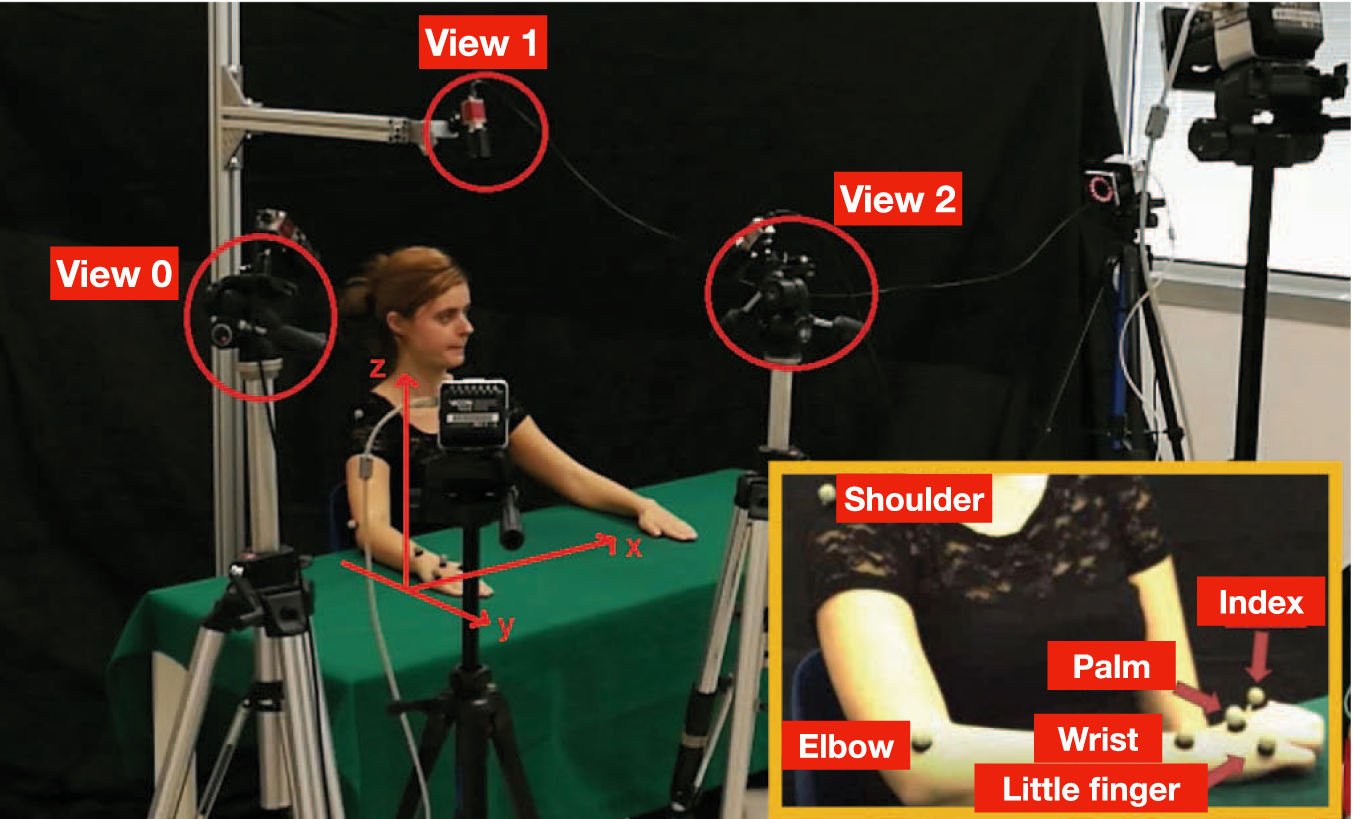 View 1
View 2
View 0
z
x
y
Shoulder
Index
Palm
Elbow
Wrist
Little finger